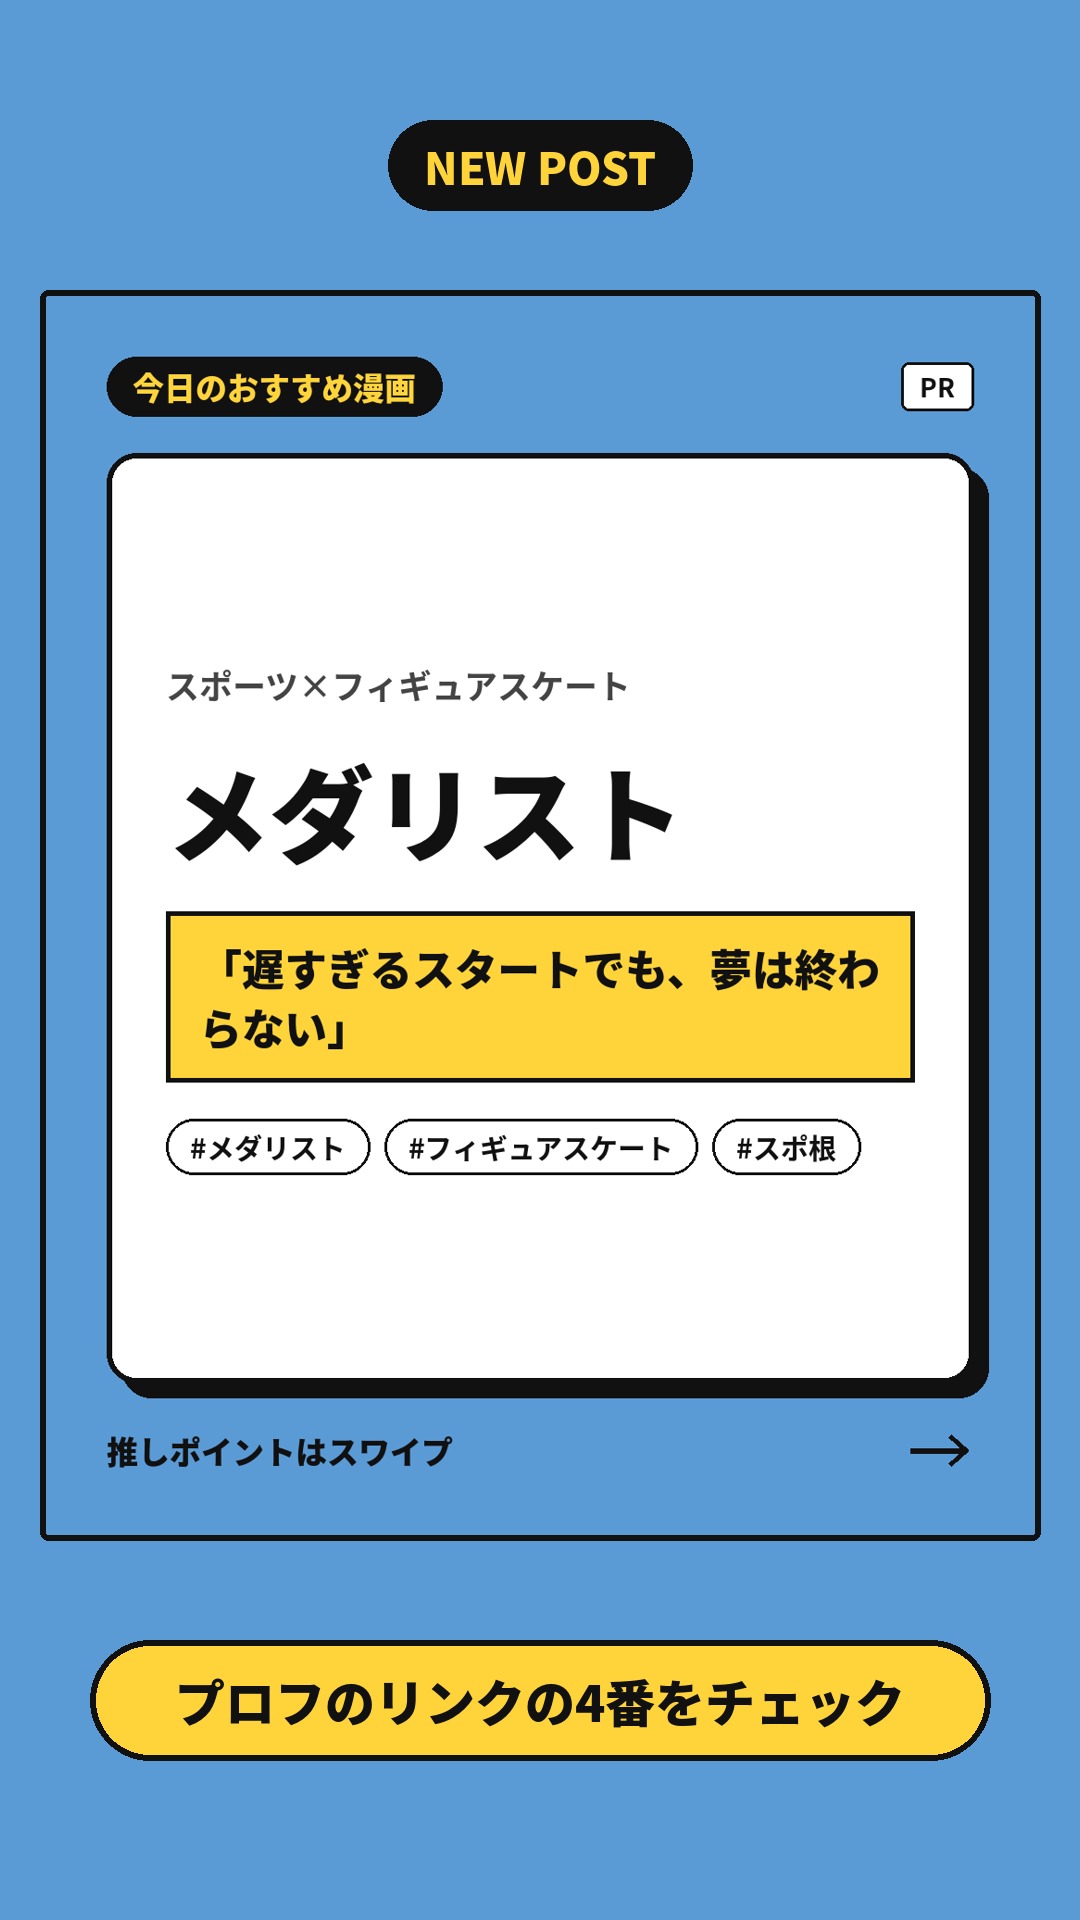 NEW POST
今日のおすすめ漫画
PR
スポーツ×フィギュアスケート
メダリスト
「遅すぎるスタートでも、夢は終わ
らない」
#メダリスト #フィギュアスケート #スポ根
推しポイントはスワイプ →
プロフのリンクの4番をチェック